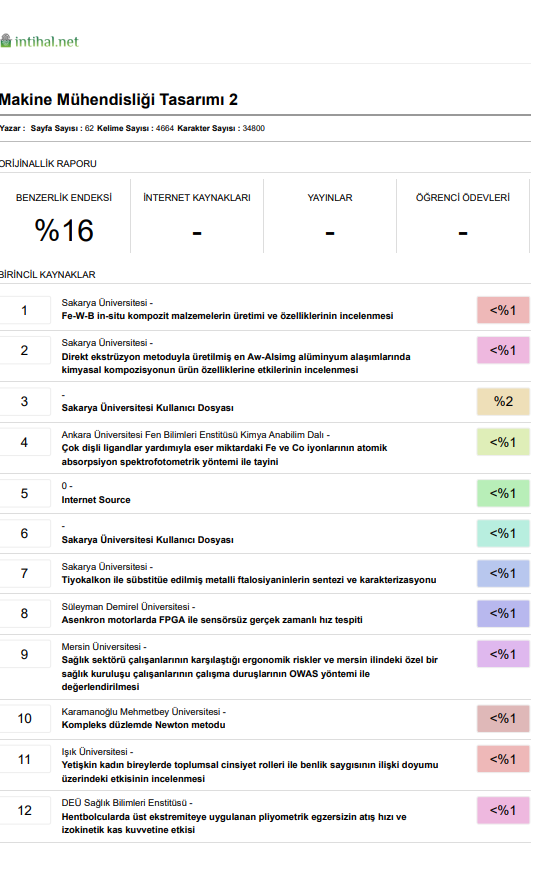 intihal.net
Makine Mühendisliği Tasarımı 2
Yazar : Sayfa Sayısı : 62 Kelime Sayısı : 4664 Karakter Sayısı : 34800
ORİJİNALLİK RAPORU
BENZERLİK ENDEKSİ
%16
İNTERNET KAYNAKLARI
-
YAYINLAR
-
ÖĞRENCİ ÖDEVLERİ
-
BİRİNCİL KAYNAKLAR
1
Sakarya Üniversitesi -
Fe-W-B in-situ kompozit malzemelerin üretimi ve özelliklerinin incelenmesi
<%1
2
Sakarya Üniversitesi -
Direkt ekstrüzyon metoduyla üretilmiş en Aw-Alsimg alüminyum alaşımlarında
kimyasal kompozisyonun ürün özelliklerine etkilerinin incelenmesi
<%1
3
-
Sakarya Üniversitesi Kullanıcı Dosyası
%2
4
Ankara Üniversitesi Fen Bilimleri Enstitüsü Kimya Anabilim Dalı -
Çok dişli ligandlar yardımıyla eser miktardaki Fe ve Co iyonlarının atomik
absorpsiyon spektrofotometrik yöntemi ile tayini
<%1
5
0 -
Internet Source
<%1
6
-
Sakarya Üniversitesi Kullanıcı Dosyası
<%1
7
Sakarya Üniversitesi -
Tiyokalkon ile sübstitüe edilmiş metalli ftalosiyaninlerin sentezi ve karakterizasyonu
<%1
8
Süleyman Demirel Üniversitesi -
Asenkron motorlarda FPGA ile sensörsüz gerçek zamanlı hız tespiti
<%1
9
Mersin Üniversitesi -
Sağlık sektörü çalışanlarının karşılaştığı ergonomik riskler ve mersin ilindeki özel bir
sağlık kuruluşu çalışanlarının çalışma duruşlarının OWAS yöntemi ile
değerlendirilmesi
<%1
10
Karamanoğlu Mehmetbey Üniversitesi -
Kompleks düzlemde Newton metodu
<%1
11
Işık Üniversitesi -
Yetişkin kadın bireylerde toplumsal cinsiyet rolleri ile benlik saygısının ilişki doyumu
üzerindeki etkisinin incelenmesi
<%1
12
DEÜ Sağlık Bilimleri Enstitüsü -
Hentbolcularda üst ekstremiteye uygulanan pliyometrik egzersizin atış hızı ve
izokinetik kas kuvvetine etkisi
<%1